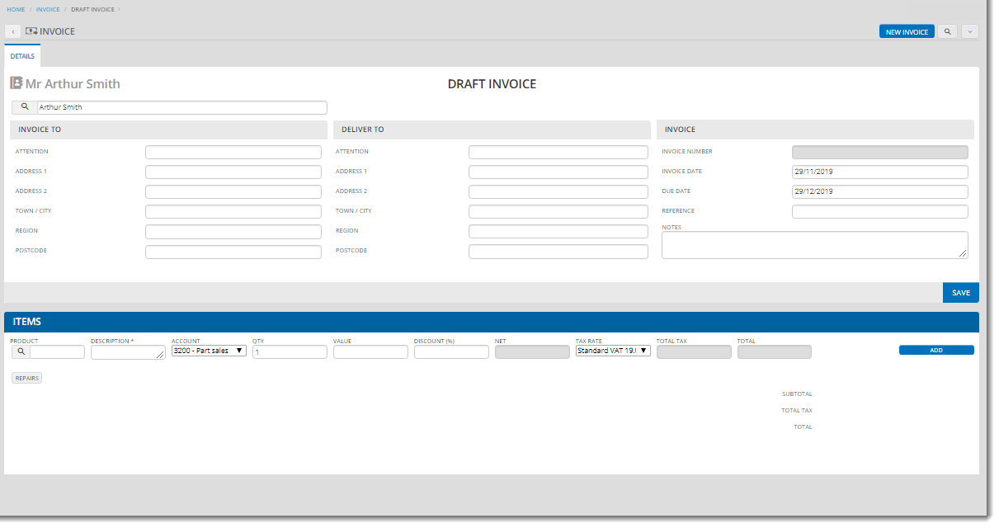 HOME / INVOICE / DRAFT INVOICE /
INVOICE
NEW INVOICE
DETAILS
Mr Arthur Smith
DRAFT INVOICE
Arthur Smith
INVOICE TO
ATTENTION
ADDRESS 1
ADDRESS 2
TOWN / CITY
REGION
POSTCODE
DELIVER TO
ATTENTION
ADDRESS 1
ADDRESS 2
TOWN / CITY
REGION
POSTCODE
INVOICE
INVOICE NUMBER
INVOICE DATE 29/11/2019
DUE DATE 29/12/2019
REFERENCE
NOTES
SAVE
ITEMS
PRODUCT DESCRIPTION * ACCOUNT QTY VALUE DISCOUNT (%) NET TAX RATE TOTAL TAX TOTAL
3200 - Part sales 1 Standard VAT 19. ADD
REPAIRS
SUBTOTAL
TOTAL TAX
TOTAL